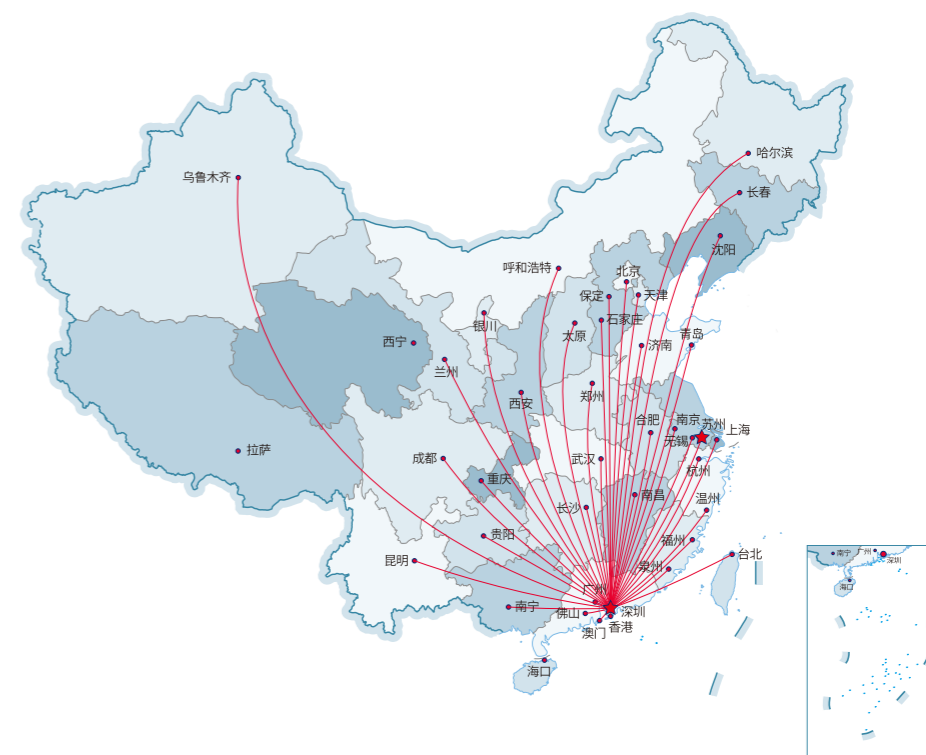 哈尔滨
乌鲁木齐
长春
沈阳
呼和浩特
北京
保定
天津
银川
石家庄
太原
青岛
西宁
济南
兰州
郑州
西安
合肥
南京
苏州
上海
无锡
成都
武汉
拉萨
杭州
重庆
南昌
温州
长沙
贵阳
福州
昆明
台北
泉州
广州
南宁
佛山
深圳
香港
澳门
海口
南宁
广州
深圳
海口